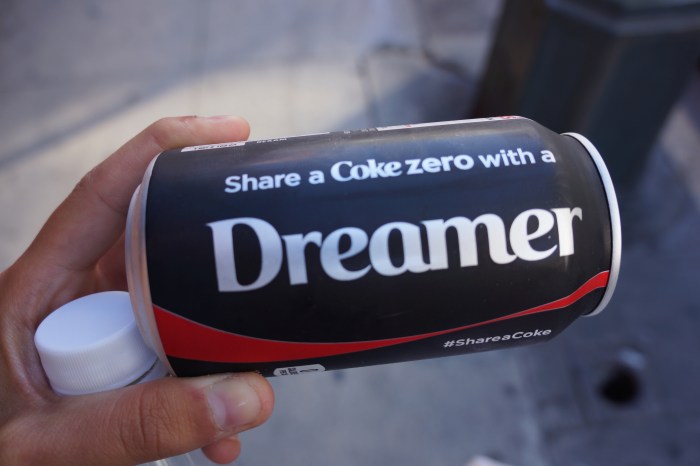 Share a Coke zero with a
Dreamer
#ShareaCoke